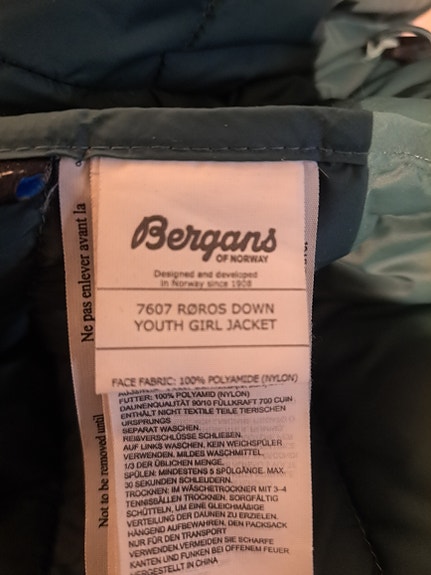 Bergans
OF NORWAY
Designed and developed
in Norway since 1908
7607 RØROS DOWN
YOUTH GIRL JACKET
FACE FABRIC: 100% POLYAMIDE (NYLON)
FUTTER: 100% POLYAMID (NYLON)
DAUNENQUALITÄT 90/10 FÜLLKRAFT 700 CUIN
ENTHÄLT NICHT TEXTILE TEILE TIERISCHEN
URSPRUNGS
SEPARAT WASCHEN.
REIßVERSCHLÜSSE SCHLIEßEN.
AUF LINKS WASCHEN. KEIN WEICHSPÜLER
VERWENDEN. MILDES WASCHMITTEL,
1/3 DER ÜBLICHEN MENGE.
SPÜLEN: MINDESTENS 5 SPÜLGÄNGE. MAX.
30 SEKUNDEN SCHLEUDERN.
TROCKNEN: IM WÄSCHETROCKNER MIT 3-4
TENNISBÄLLEN TROCKNEN. SORGFÄLTIG
SCHÜTTELN, UM EINE GLEICHMÄßIGE
VERTEILUNG DER DAUNEN ZU ERZIELEN.
HÄNGEND AUFBEWAHREN, DEN PACKSACK
NUR FÜR DEN TRANSPORT
VERWENDEN.VERMEIDEN SIE SCHARFE
KANTEN UND FUNKEN BEI OFFENEM FEUER
HERGESTELLT IN CHINA
Ne pas enlever avant la
Not to be removed until